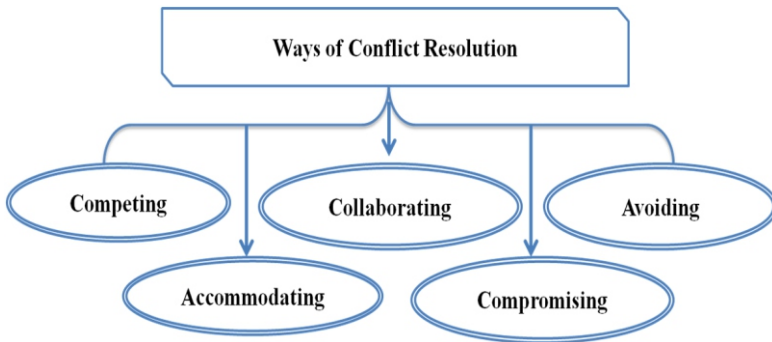 Ways of Conflict Resolution
Competing
Collaborating
Avoiding
Accommodating
Compromising